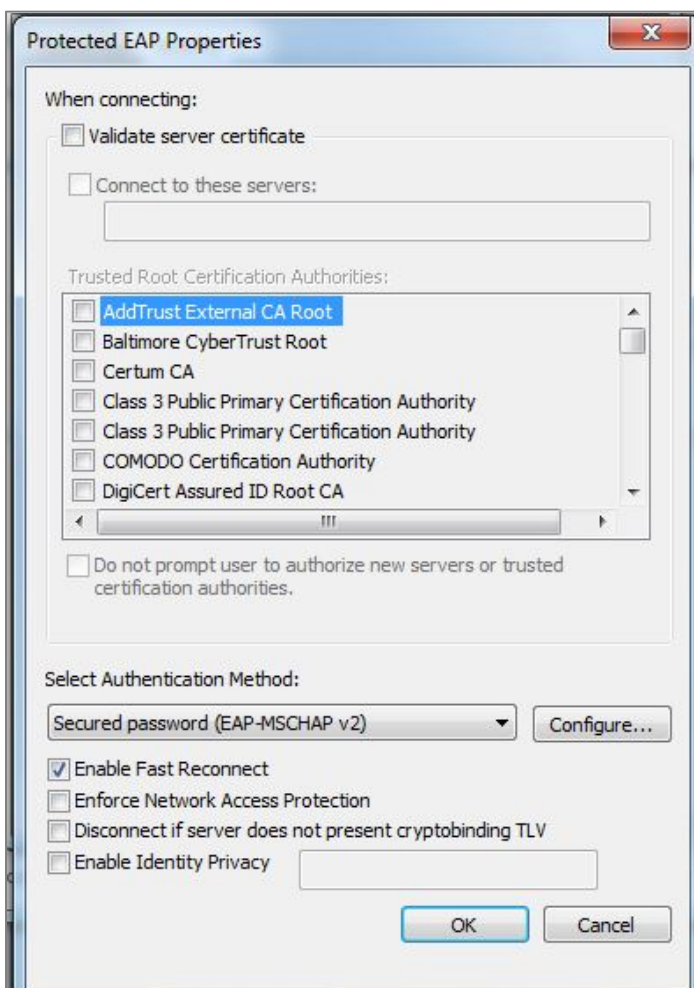 Protected EAP Properties
When connecting:
Validate server certificate
Connect to these servers:
Trusted Root Certification Authorities:
AddTrust External CA Root
Baltimore CyberTrust Root
Certum CA
Class 3 Public Primary Certification Authority
Class 3 Public Primary Certification Authority
COMODO Certification Authority
DigiCert Assured ID Root CA
Do not prompt user to authorize new servers or trusted
certification authorities.
Select Authentication Method:
Secured password (EAP-MSCHAP v2)
Configure...
Enable Fast Reconnect
Enforce Network Access Protection
Disconnect if server does not present cryptobinding TLV
Enable Identity Privacy
OK
Cancel